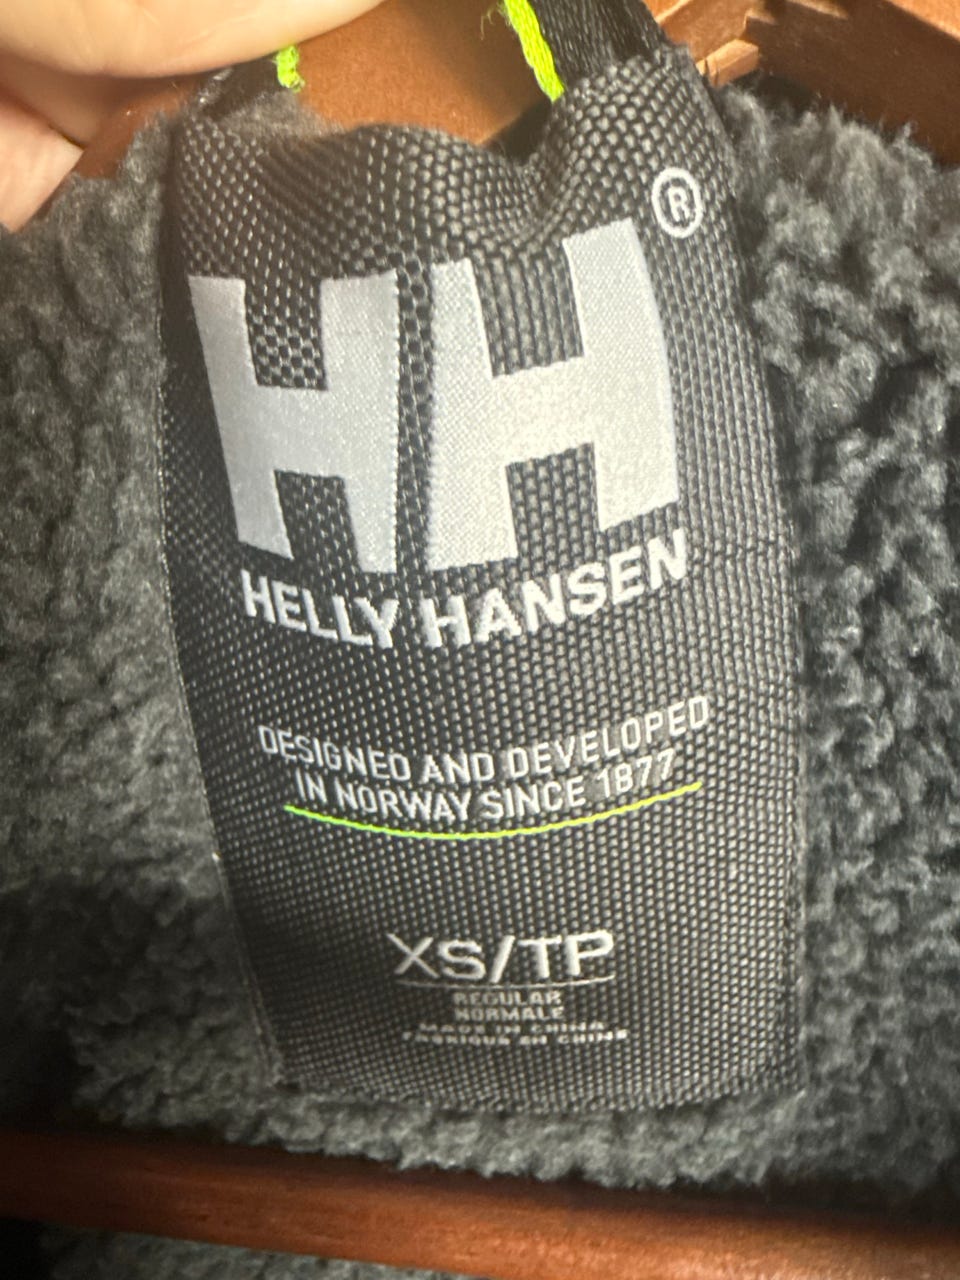 HH®
HELLY HANSEN
DESIGNED AND DEVELOPED
IN NORWAY SINCE 1877
XS/TP
REGULAR
NORMALE
MADE IN CHINA
FABRIQUÉ EN CHINE